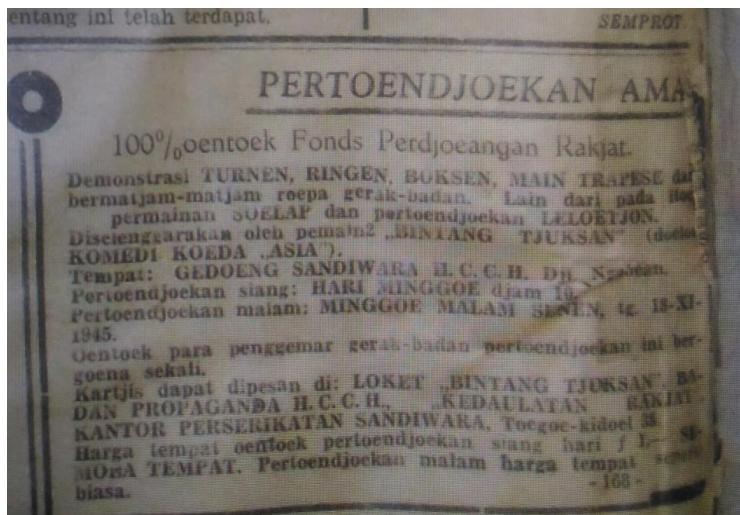 entang ini telah terdapat.
SEMPROT
PERTOENDJOEKAN AMA
100%oentoek Fonds Perdjoeangan Rakjat.
Demonstrasi TURNEN, RINGEN, BOKSEN, MAIN TRAPESE dan
bermatjam-matjam roepa gerak-badan. Lain dari pada itoe
permainan SOELAP dan pertoendjoekan LELOETJON.
Diselenggarakan oleh pemain2 „BINTANG TJUKSAN" (doeloe
KOMEDI KOEDA „ASIA").
Tempat: GEDOENG SANDIWARA H. C. C. H. Dj. Ngabean.
Pertoendjoekan siang: HARI MINGGOE djam 10.
Pertoendjoekan malam: MINGGOE MALAM SENEN, tg. 18-XI-
1945.
Oentoek para penggemar gerak-badan pertoendjoekan ini ber-
goena sekali.
Kartjis dapat dipesan di: LOKET „BINTANG TJUKSAN", BA-
DAN PROPAGANDA H. C. C. H., „KEDAULATAN RAKJAT"
KANTOR PERSERIKATAN SANDIWARA, Toegoe-kidoel 38
Harga tempat oentoek pertoendjoekan siang hari f 1.— SE-
MOEA TEMPAT. Pertoendjoekan malam harga tempat seperti
biasa.
- 168 -